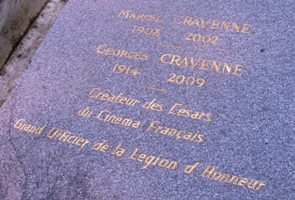 Marcel CRAVENNE
1908 2002
Georges CRAVENNE
1914 2009
Créateur des Césars
du Cinéma Français
Grand Officier de la Légion d'Honneur